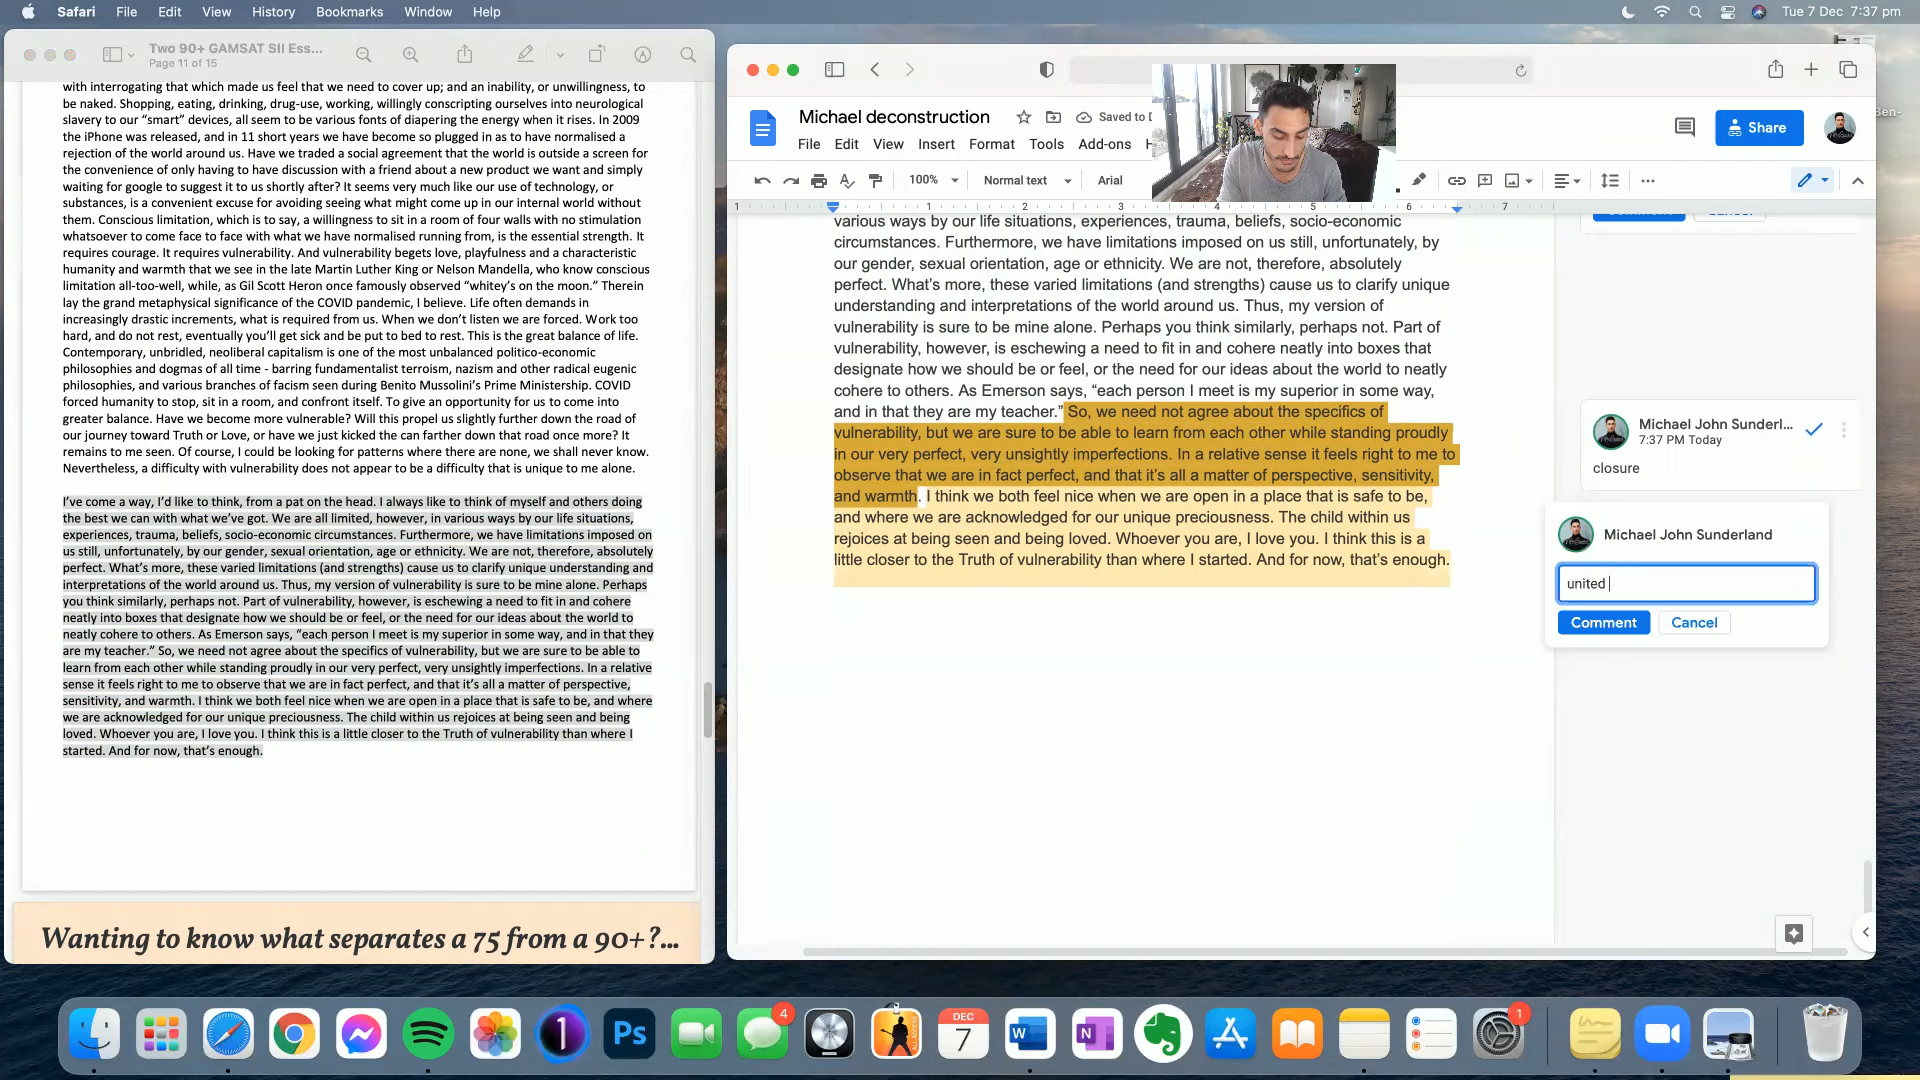 Safari File Edit View History Bookmarks Window Help
Tue 7 Dec 7:37 pm
Two 90+ GAMSAT SII Ess...
Page 11 of 15
with interrogating that which made us feel that we need to cover up; and an inability, or unwillingness, to
be naked. Shopping, eating, drinking, drug-use, working, willingly conscripting ourselves into neurological
slavery to our “smart” devices, all seem to be various fonts of diapering the energy when it rises. In 2009
the iPhone was released, and in 11 short years we have become so plugged in as to have normalised a
rejection of the world around us. Have we traded a social agreement that the world is outside a screen for
the convenience of only having to have discussion with a friend about a new product we want and simply
waiting for google to suggest it to us shortly after? It seems very much like our use of technology, or
substances, is a convenient excuse for avoiding seeing what might come up in our internal world without
them. Conscious limitation, which is to say, a willingness to sit in a room of four walls with no stimulation
whatsoever to come face to face with what we have normalised running from, is the essential strength. It
requires courage. It requires vulnerability. And vulnerability begets love, playfulness and a characteristic
humanity and warmth that we see in the late Martin Luther King or Nelson Mandella, who know conscious
limitation all-too-well, while, as Gil Scott Heron once famously observed “whitey’s on the moon.” Therein
lay the grand metaphysical significance of the COVID pandemic, I believe. Life often demands in
increasingly drastic increments, what is required from us. When we don’t listen we are forced. Work too
hard, and do not rest, eventually you’ll get sick and be put to bed to rest. This is the great balance of life.
Contemporary, unbridled, neoliberal capitalism is one of the most unbalanced politico-economic
philosophies and dogmas of all time - barring fundamentalist terroism, nazism and other radical eugenic
philosophies, and various branches of facism seen during Benito Mussolini’s Prime Ministership. COVID
forced humanity to stop, sit in a room, and confront itself. To give an opportunity for us to come into
greater balance. Have we become more vulnerable? Will this propel us slightly further down the road of
our journey toward Truth or Love, or have we just kicked the can farther down that road once more? It
remains to me seen. Of course, I could be looking for patterns where there are none, we shall never know.
Nevertheless, a difficulty with vulnerability does not appear to be a difficulty that is unique to me alone.
I’ve come a way, I’d like to think, from a pat on the head. I always like to think of myself and others doing
the best we can with what we’ve got. We are all limited, however, in various ways by our life situations,
experiences, trauma, beliefs, socio-economic circumstances. Furthermore, we have limitations imposed on
us still, unfortunately, by our gender, sexual orientation, age or ethnicity. We are not, therefore, absolutely
perfect. What’s more, these varied limitations (and strengths) cause us to clarify unique understanding and
interpretations of the world around us. Thus, my version of vulnerability is sure to be mine alone. Perhaps
you think similarly, perhaps not. Part of vulnerability, however, is eschewing a need to fit in and cohere
neatly into boxes that designate how we should be or feel, or the need for our ideas about the world to
neatly cohere to others. As Emerson says, “each person I meet is my superior in some way, and in that they
are my teacher.” So, we need not agree about the specifics of vulnerability, but we are sure to be able to
learn from each other while standing proudly in our very perfect, very unsightly imperfections. In a relative
sense it feels right to me to observe that we are in fact perfect, and that it’s all a matter of perspective,
sensitivity, and warmth. I think we both feel nice when we are open in a place that is safe to be, and where
we are acknowledged for our unique preciousness. The child within us rejoices at being seen and being
loved. Whoever you are, I love you. I think this is a little closer to the Truth of vulnerability than where I
started. And for now, that’s enough.
Wanting to know what separates a 75 from a 90+?...
Michael deconstruction
Saved to D
File Edit View Insert Format Tools Add-ons H
Share
100% Normal text Arial
1 1 2 3 4 5 6 7
various ways by our life situations, experiences, trauma, beliefs, socio-economic
circumstances. Furthermore, we have limitations imposed on us still, unfortunately, by
our gender, sexual orientation, age or ethnicity. We are not, therefore, absolutely
perfect. What’s more, these varied limitations (and strengths) cause us to clarify unique
understanding and interpretations of the world around us. Thus, my version of
vulnerability is sure to be mine alone. Perhaps you think similarly, perhaps not. Part of
vulnerability, however, is eschewing a need to fit in and cohere neatly into boxes that
designate how we should be or feel, or the need for our ideas about the world to neatly
cohere to others. As Emerson says, “each person I meet is my superior in some way,
and in that they are my teacher.” So, we need not agree about the specifics of
vulnerability, but we are sure to be able to learn from each other while standing proudly
in our very perfect, very unsightly imperfections. In a relative sense it feels right to me to
observe that we are in fact perfect, and that it’s all a matter of perspective, sensitivity,
and warmth. I think we both feel nice when we are open in a place that is safe to be,
and where we are acknowledged for our unique preciousness. The child within us
rejoices at being seen and being loved. Whoever you are, I love you. I think this is a
little closer to the Truth of vulnerability than where I started. And for now, that’s enough.
Michael John Sunderl...
7:37 PM Today
closure
Michael John Sunderland
united
Comment Cancel
Ben-
4
Ps
DEC
7
W
N
1